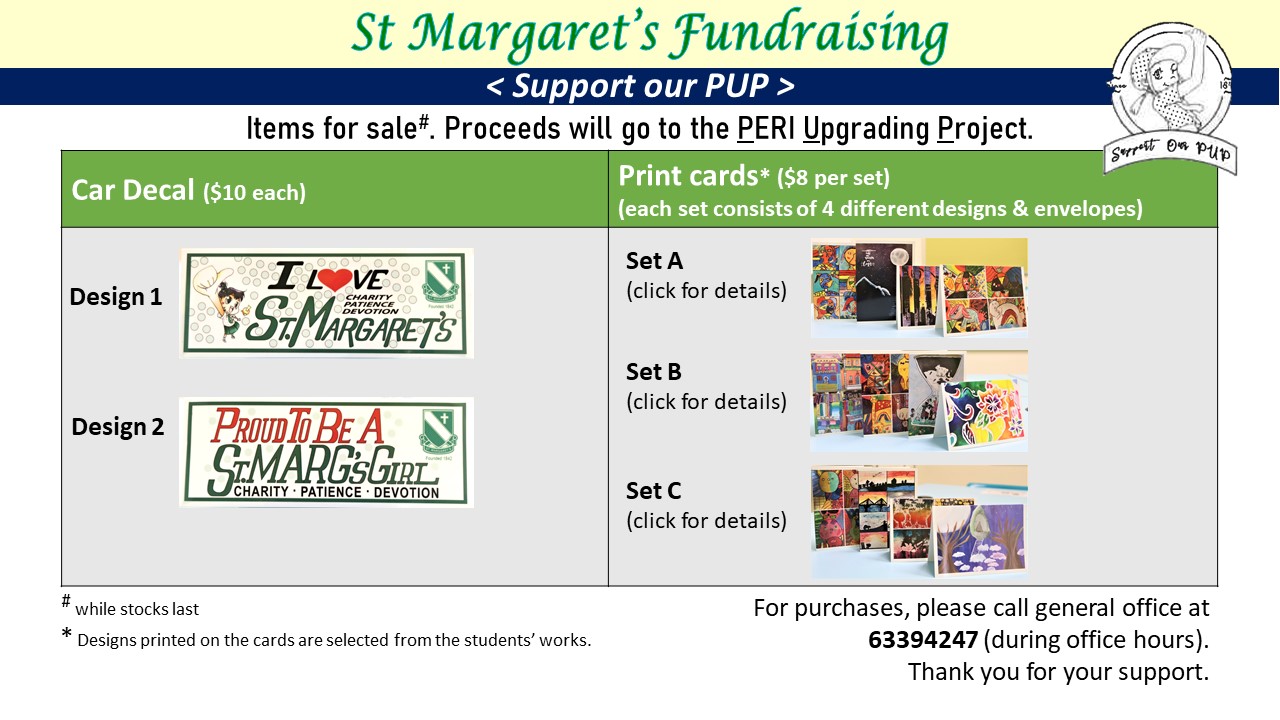 St Margaret's Fundraising
< Support our PUP >
Items for sale#. Proceeds will go to the PERI Upgrading Project.
Support Our PUP
Car Decal ($10 each)
Print cards* ($8 per set)
(each set consists of 4 different designs & envelopes)
Design 1
I LOVE
CHARITY
PATIENCE
DEVOTION
ST. MARGARET'S
Founded 1842
Design 2
PROUD TO BE A
ST. MARG'S GIRL
CHARITY · PATIENCE · DEVOTION
Founded 1842
Set A
(click for details)
Set B
(click for details)
Set C
(click for details)
# while stocks last
* Designs printed on the cards are selected from the students' works.
For purchases, please call general office at
63394247 (during office hours).
Thank you for your support.